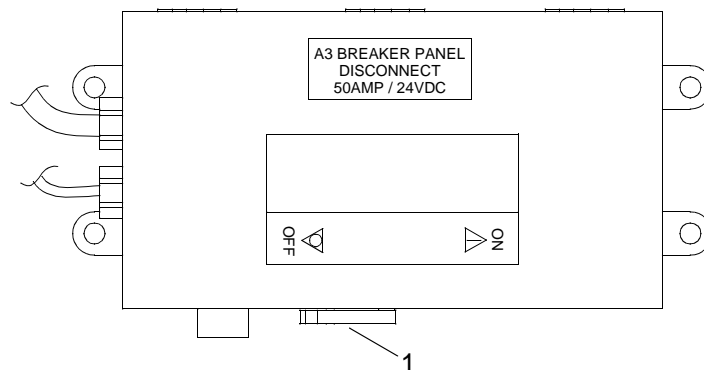 A3 BREAKER PANEL
DISCONNECT
50AMP / 24VDC
OFF
ON
1